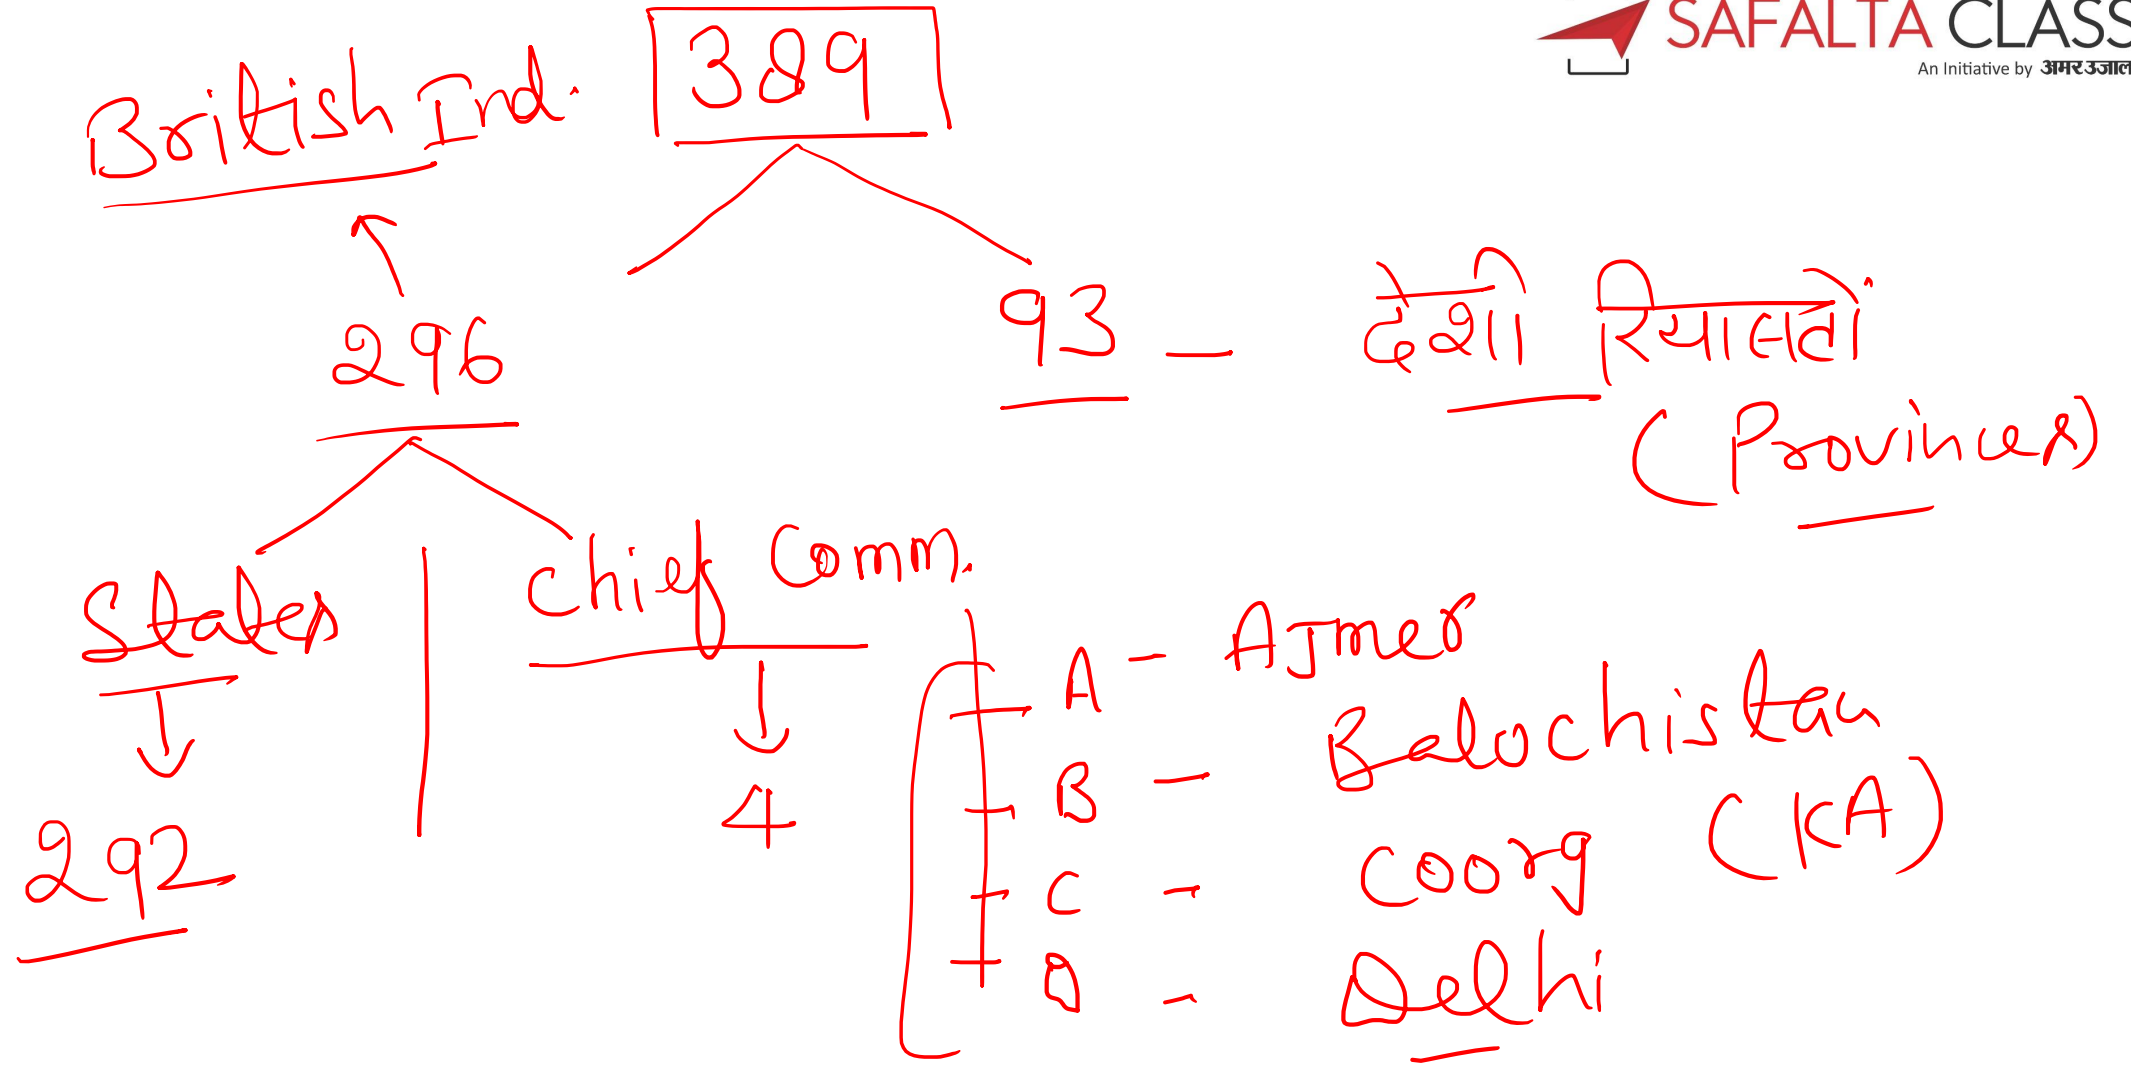 SAFALTA CLASS
An Initiative by अमर उजाल
389
British Ind.
296
93 - देशी रियासतों
(Provinces)
States
Chief Comm.
292
4
A - Ajmer
B - Balochistan
(KA)
C - Coorg
D - Delhi